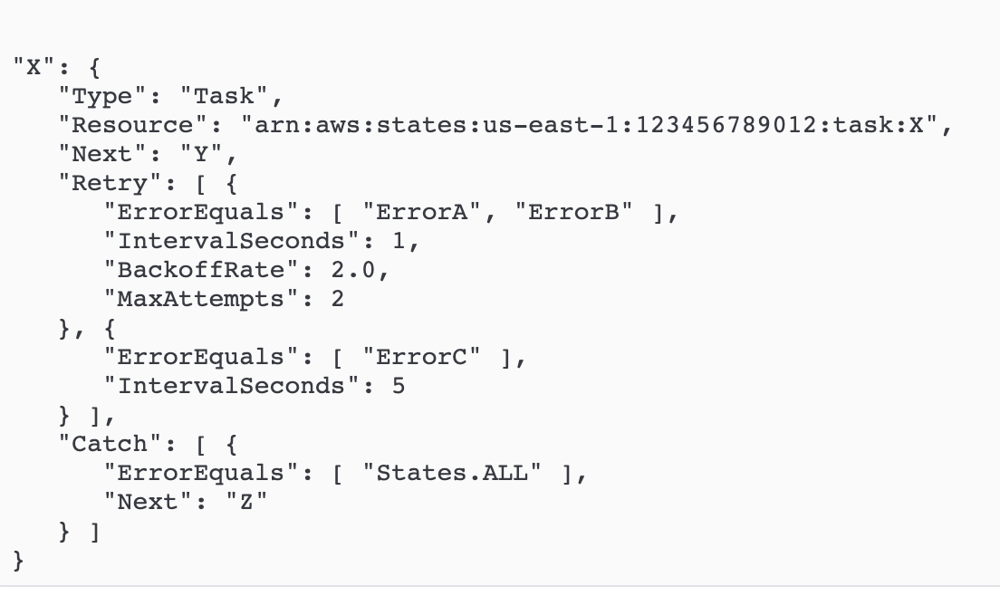 "X": {
   "Type": "Task",
   "Resource": "arn:aws:states:us-east-1:123456789012:task:X",
   "Next": "Y",
   "Retry": [ {
      "ErrorEquals": [ "ErrorA", "ErrorB" ],
      "IntervalSeconds": 1,
      "BackoffRate": 2.0,
      "MaxAttempts": 2
   }, {
      "ErrorEquals": [ "ErrorC" ],
      "IntervalSeconds": 5
   } ],
   "Catch": [ {
      "ErrorEquals": [ "States.ALL" ],
      "Next": "Z"
   } ]
}